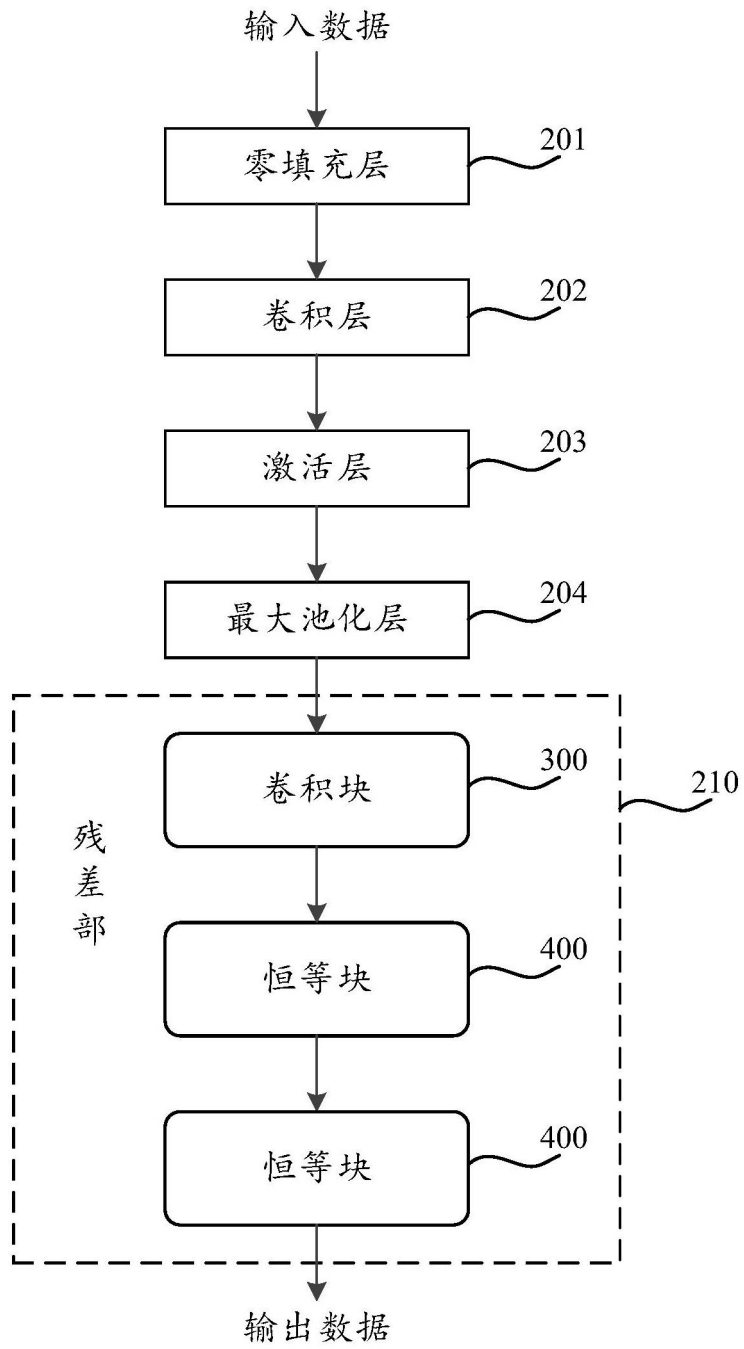 输入数据
零填充层
201
卷积层
202
激活层
203
最大池化层
204
卷积块
300
210
残差部
恒等块
400
恒等块
400
输出数据